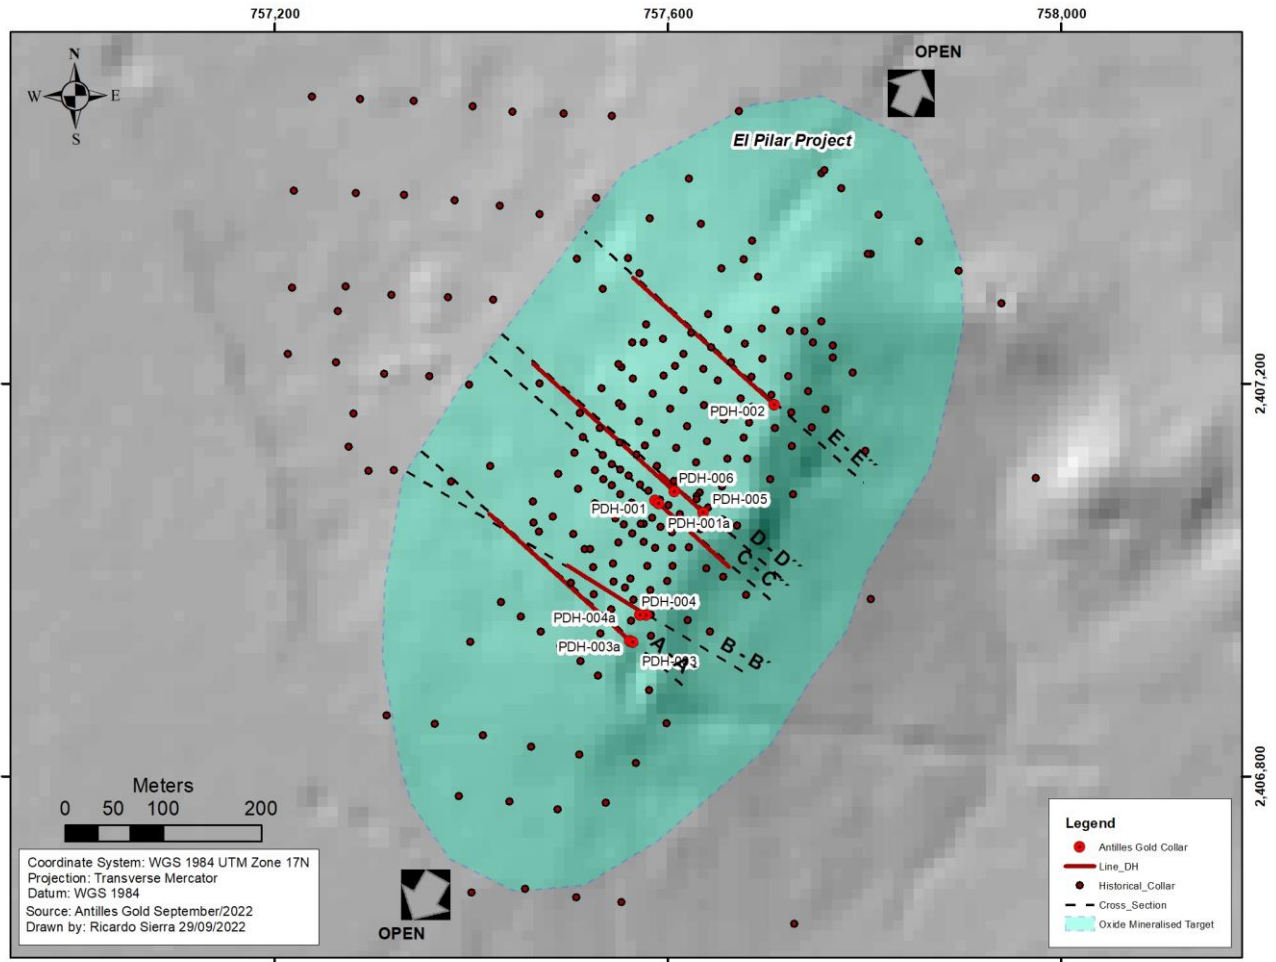 757,200
757,600
758,000
OPEN
N
W
E
S
El Pilar Project
2,407,200
PDH-002
E - E'
PDH-006
PDH-005
PDH-001
PDH-001a
D - D'
C - C'
PDH-004
PDH-004a
PDH-003a
PDH-003
A - A'
B - B'
2,406,800
Meters
0 50 100 200
Coordinate System: WGS 1984 UTM Zone 17N
Projection: Transverse Mercator
Datum: WGS 1984
Source: Antilles Gold September/2022
Drawn by: Ricardo Sierra 29/09/2022
OPEN
Legend
Antilles Gold Collar
Line_DH
Historical_Collar
Cross_Section
Oxide Mineralised Target